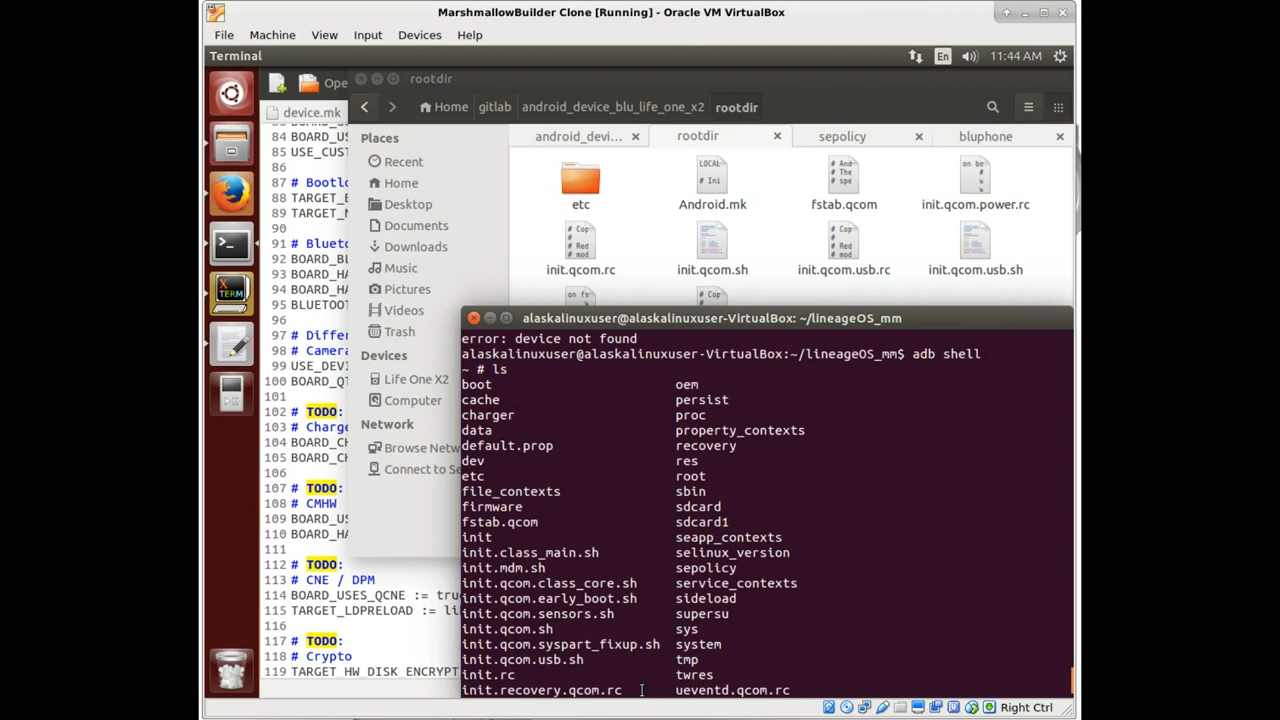 MarshmallowBuilder Clone [Running] - Oracle VM VirtualBox
File Machine View Input Devices Help
Terminal
En
11:44 AM
Ope
rootdir
device.mk
Home gitlab android_device_blu_life_one_x2 rootdir
Places
Recent
Home
Desktop
Documents
Downloads
Music
Pictures
Videos
Trash
Devices
Life One X2
Computer
Network
Browse Netw
Connect to Se
android_devi... rootdir sepolicy bluphone
etc Android.mk fstab.qcom init.qcom.power.rc
init.qcom.rc init.qcom.sh init.qcom.usb.rc init.qcom.usb.sh
84 BOARD_US
85 USE_CUST
86
87 # Bootlo
88 TARGET_B
89 TARGET_N
90
91 # Blueto
92 BOARD_BL
93 BOARD_HA
94 BOARD_HA
95 BLUETOOT
96
97 # Differ
98 # Camera
99 USE_DEVI
100 BOARD_QT
101
102 # TODO:
103 # Charge
104 BOARD_CH
105 BOARD_CH
106
107 # TODO:
108 # CMHW
109 BOARD_US
110 BOARD_HA
111
112 # TODO:
113 # CNE / DPM
114 BOARD_USES_QCNE := tru
115 TARGET_LDPRELOAD := li
116
117 # TODO:
118 # Crypto
119 TARGET_HW_DISK_ENCRYPT
alaskalinuxuser@alaskalinuxuser-VirtualBox: ~/lineageOS_mm
error: device not found
alaskalinuxuser@alaskalinuxuser-VirtualBox:~/lineageOS_mm$ adb shell
~ # ls
boot oem
cache persist
charger proc
data property_contexts
default.prop recovery
dev res
etc root
file_contexts sbin
firmware sdcard
fstab.qcom sdcard1
init seapp_contexts
init.class_main.sh selinux_version
init.mdm.sh sepolicy
init.qcom.class_core.sh service_contexts
init.qcom.early_boot.sh sideload
init.qcom.sensors.sh supersu
init.qcom.sh sys
init.qcom.syspart_fixup.sh system
init.qcom.usb.sh tmp
init.rc twres
init.recovery.qcom.rc ueventd.qcom.rc
Right Ctrl